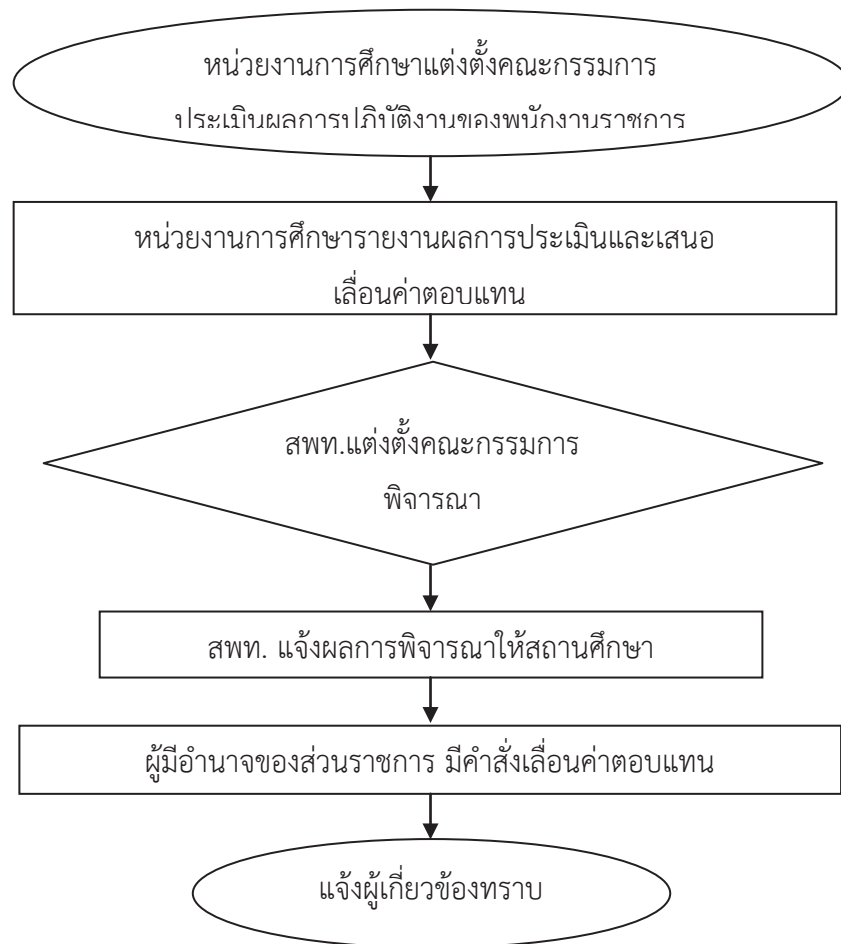 หน่วยงานการศึกษาแต่งตั้งคณะกรรมการ
ประเมินผลการปฏิบัติงานของพนักงานราชการ
หน่วยงานการศึกษารายงานผลการประเมินและเสนอ
เลื่อนค่าตอบแทน
สพท.แต่งตั้งคณะกรรมการ
พิจารณา
สพท. แจ้งผลการพิจารณาให้สถานศึกษา
ผู้มีอำนาจของส่วนราชการ มีคำสั่งเลื่อนค่าตอบแทน
แจ้งผู้เกี่ยวข้องทราบ